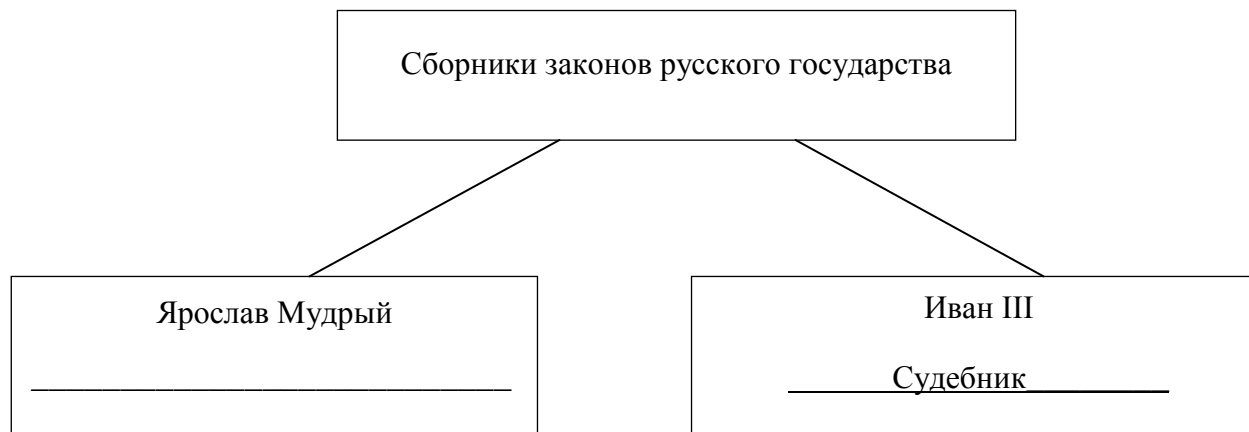 Сборники законов русского государства
Ярослав Мудрый
Иван III
Судебник